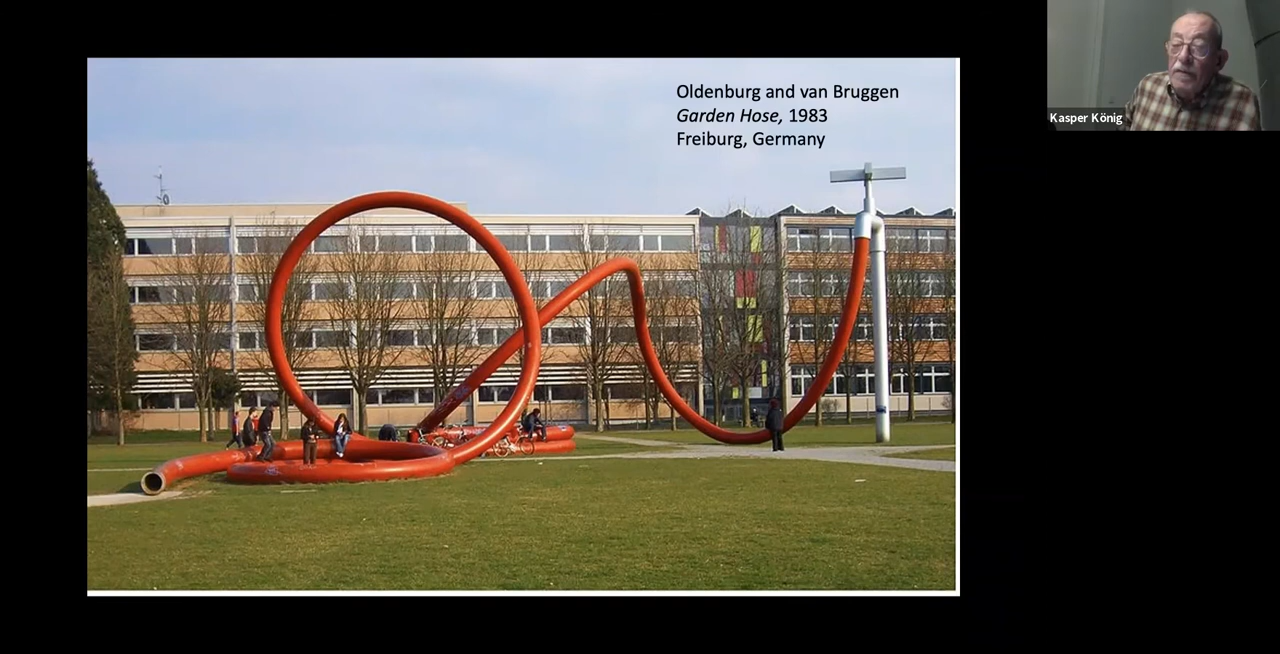 Oldenburg and van Bruggen
Garden Hose, 1983
Freiburg, Germany
Kasper König